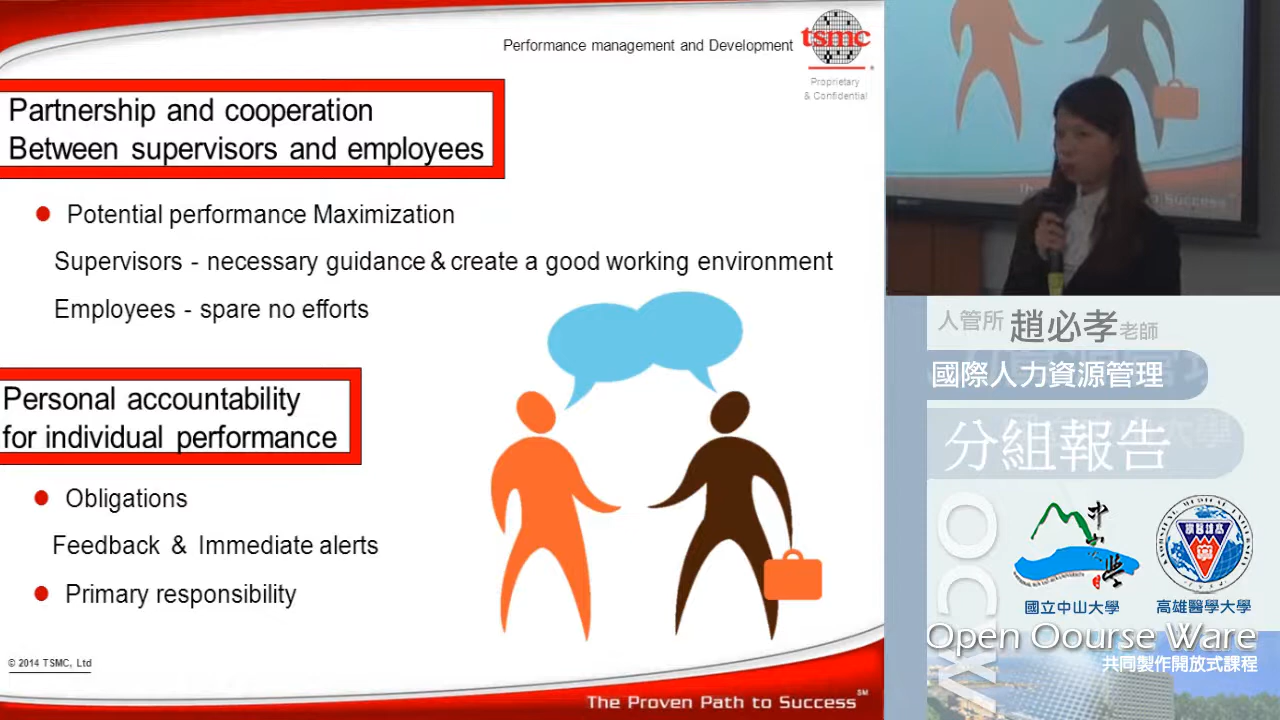 Performance management and Development
tsmc
Proprietary
& Confidential
Partnership and cooperation
Between supervisors and employees
Potential performance Maximization
Supervisors - necessary guidance & create a good working environment
Employees - spare no efforts
Personal accountability
for individual performance
Obligations
Feedback & Immediate alerts
Primary responsibility
© 2014 TSMC, Ltd
The Proven Path to Success℠
人管所 趙必孝老師
國際人力資源管理
分組報告
OCW
國立中山大學
高雄醫學大學
Open Oourse Ware
共同製作開放式課程